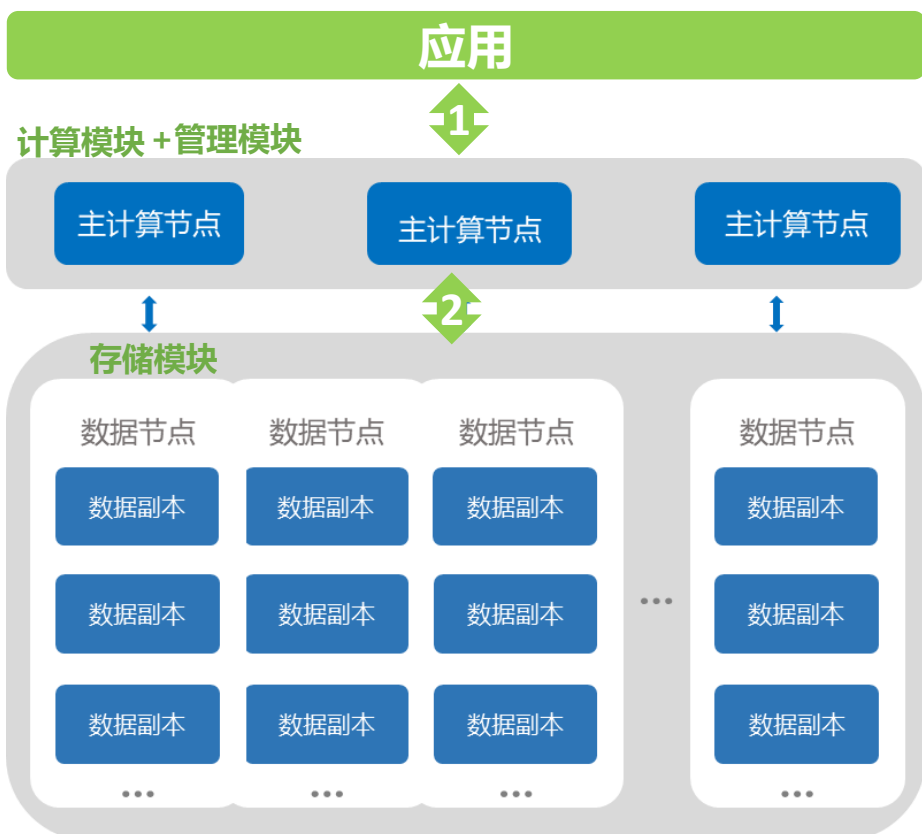 应用
1
计算模块 + 管理模块
主计算节点 主计算节点 主计算节点
2
存储模块
数据节点 数据节点 数据节点 数据节点
数据副本 数据副本 数据副本 数据副本
数据副本 数据副本 数据副本 ... 数据副本
数据副本 数据副本 数据副本 数据副本
... ... ... ...